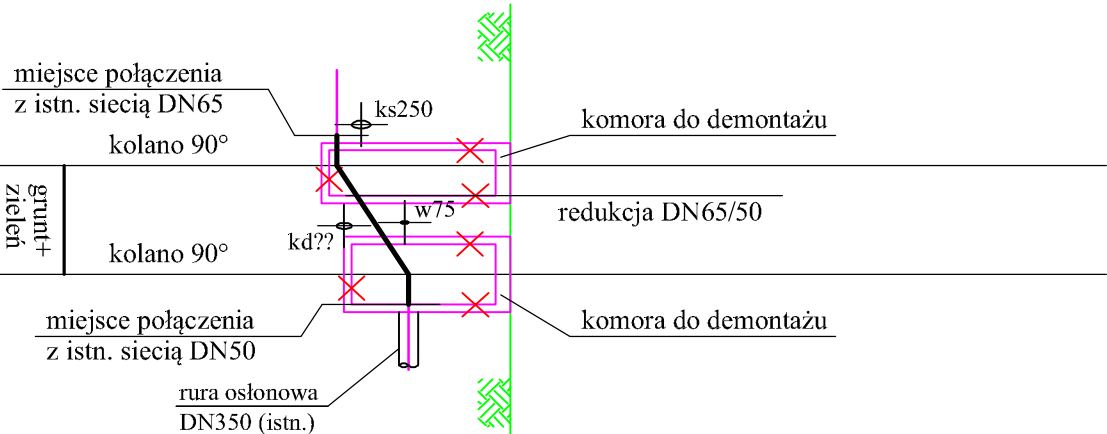 miejsce połączenia
z istn. siecią DN65
ks250
komora do demontażu
kolano 90°
grunt+
zieleń
redukcja DN65/50
w75
kd??
kolano 90°
miejsce połączenia
z istn. siecią DN50
komora do demontażu
rura osłonowa
DN350 (istn.)